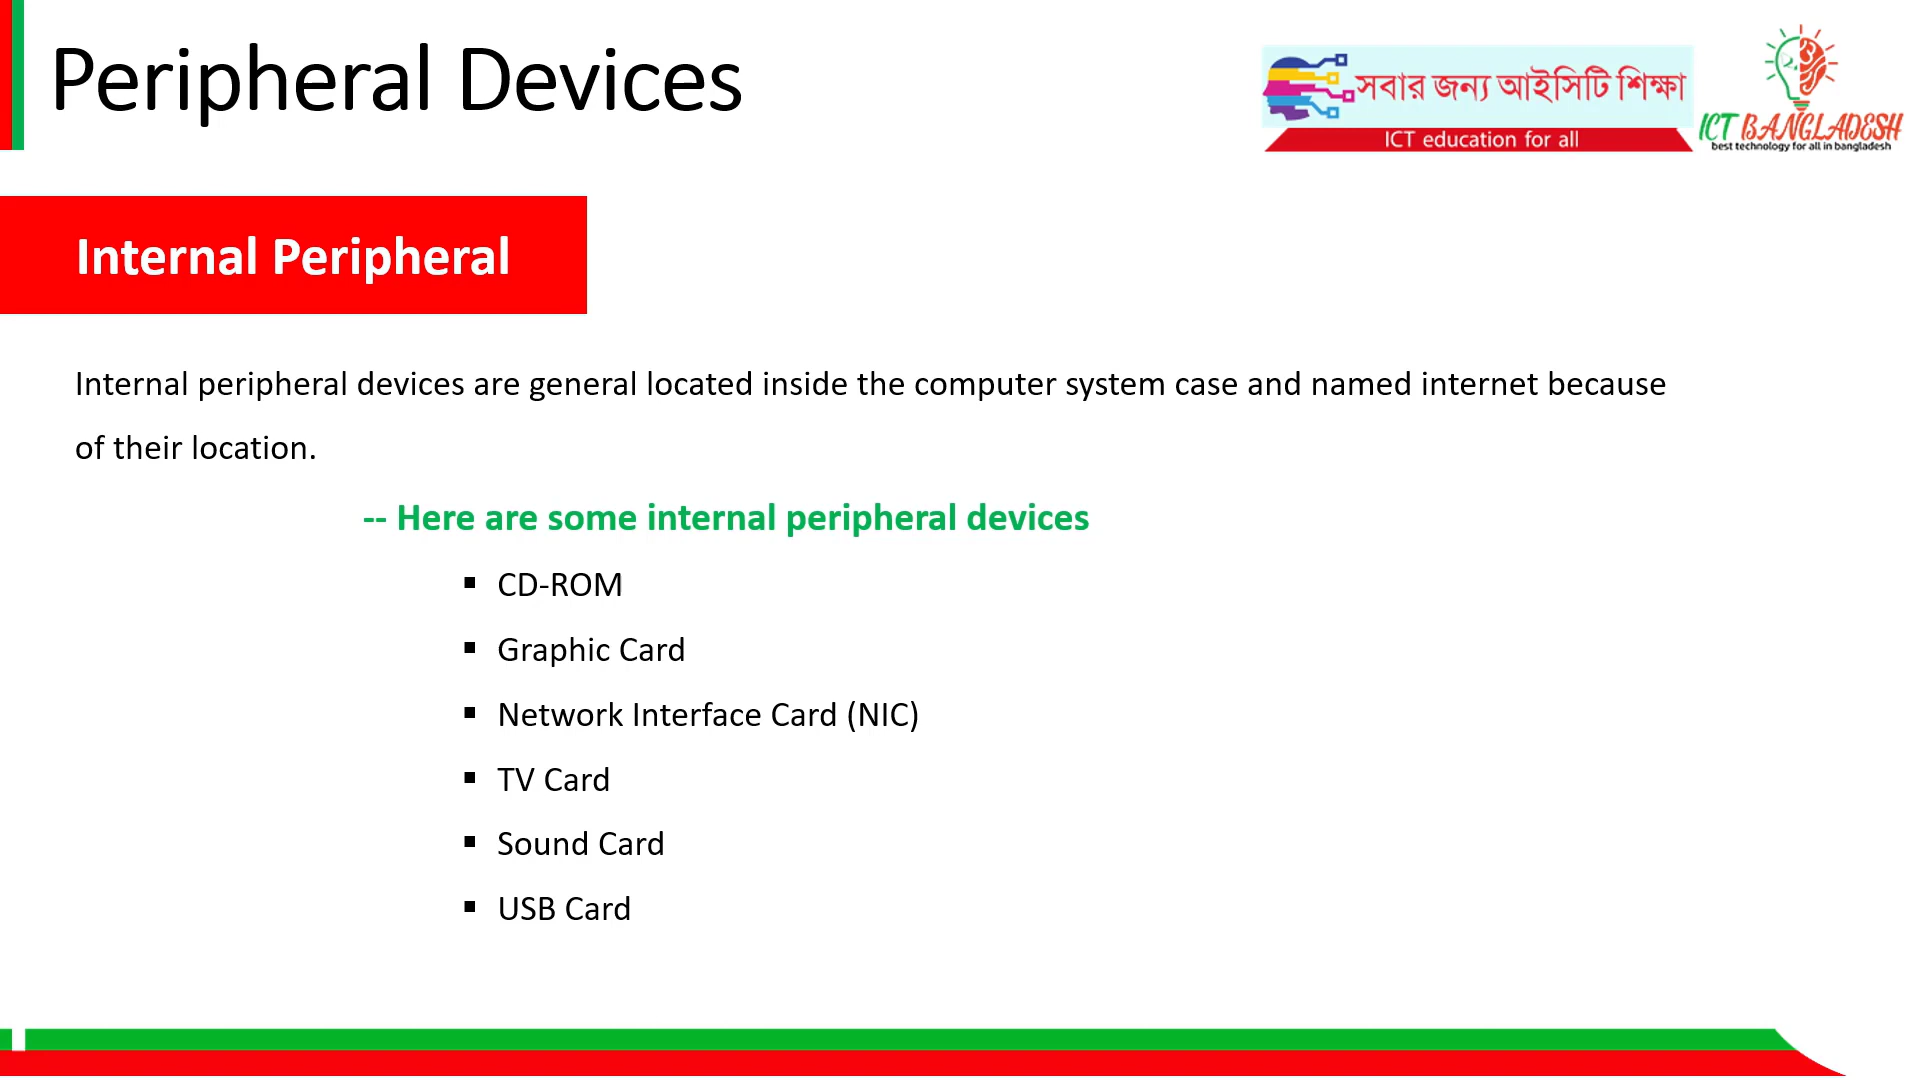 Peripheral Devices
সবার জন্য আইসিটি শিক্ষা
ICT education for all
ICT BANGLADESH
best technology for all in bangladesh
Internal Peripheral
Internal peripheral devices are general located inside the computer system case and named internet because
of their location.
-- Here are some internal peripheral devices
▪ CD-ROM
▪ Graphic Card
▪ Network Interface Card (NIC)
▪ TV Card
▪ Sound Card
▪ USB Card